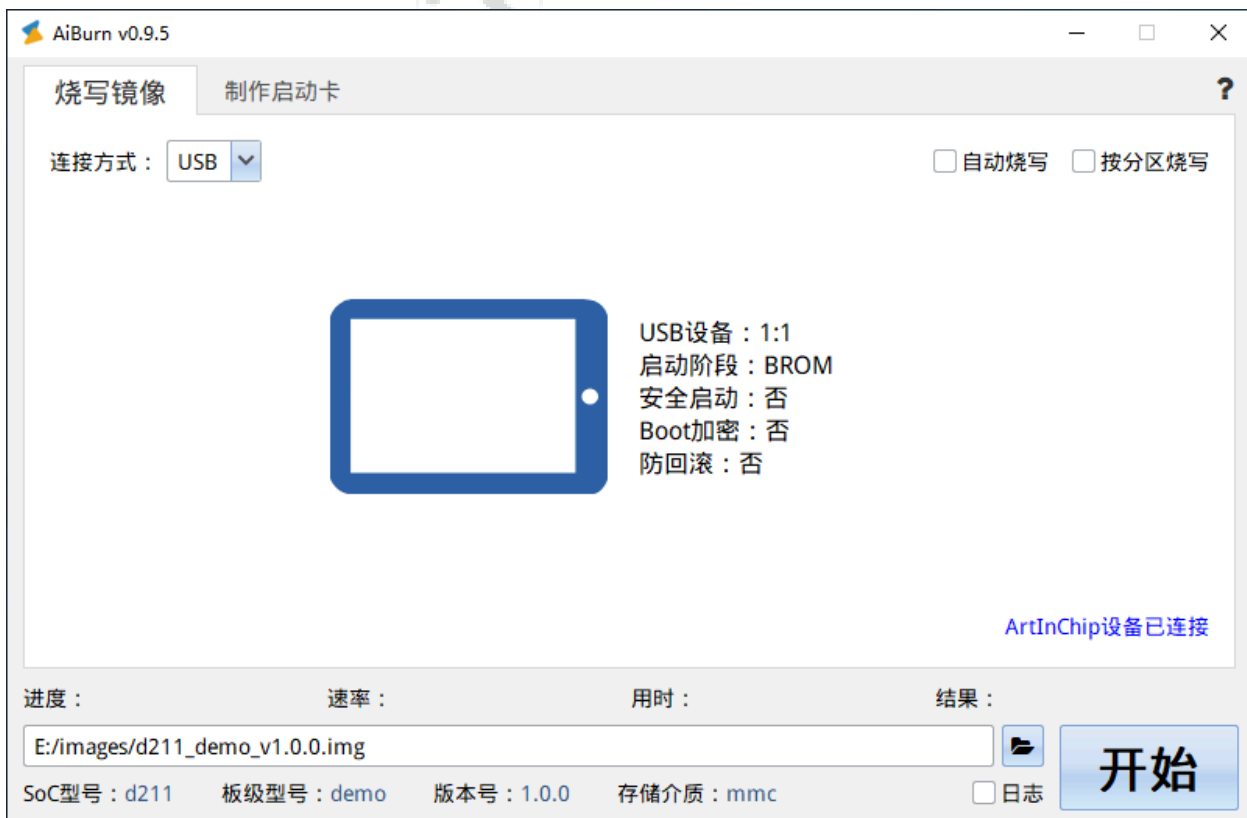 AiBurn v0.9.5
烧写镜像 制作启动卡 ?
连接方式： USB 自动烧写 按分区烧写
USB设备：1:1
启动阶段：BROM
安全启动：否
Boot加密：否
防回滚：否
ArtInChip设备已连接
进度： 速率： 用时： 结果：
E:/images/d211_demo_v1.0.0.img
开始
SoC型号：d211 板级型号：demo 版本号：1.0.0 存储介质：mmc 日志